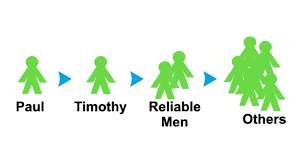 Paul
Timothy
Reliable
Men
Others